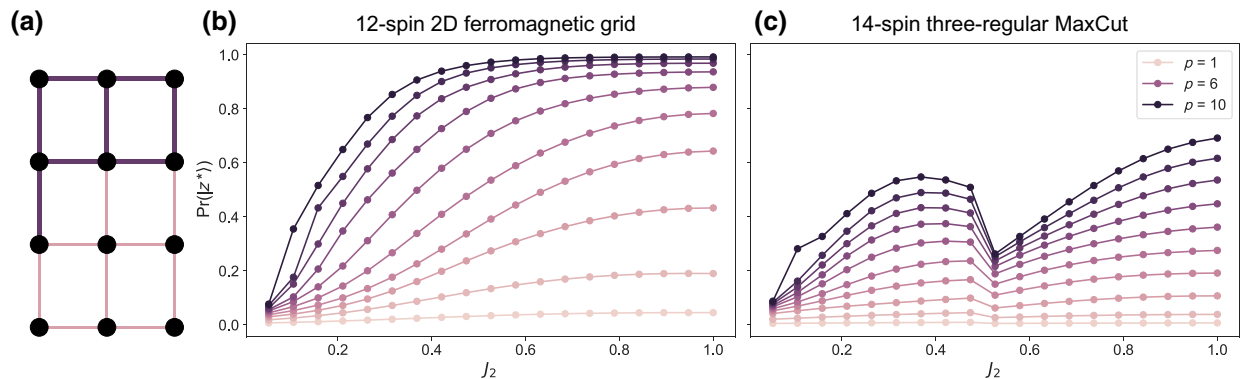 (a)
(b)
12-spin 2D ferromagnetic grid
Pr(|z*⟩)
1.0
0.8
0.6
0.4
0.2
0.0
0.2
0.4
0.6
0.8
1.0
J₂
(c)
14-spin three-regular MaxCut
p = 1
p = 6
p = 10
0.2
0.4
0.6
0.8
1.0
J₂